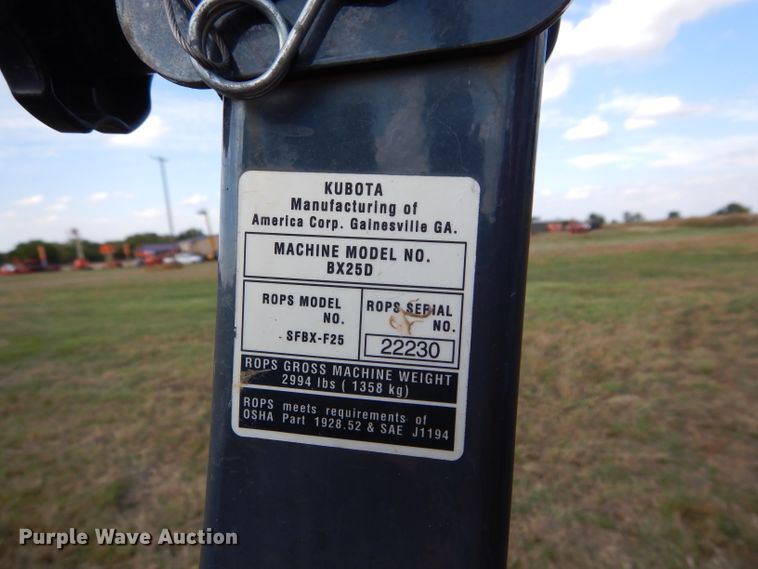 KUBOTA
Manufacturing of
America Corp. Gainesville GA.
MACHINE MODEL NO.
BX25D
ROPS MODEL
NO.
SFBX-F25
ROPS SERIAL
NO.
22230
ROPS GROSS MACHINE WEIGHT
2994 lbs ( 1358 kg)
ROPS meets requirements of
OSHA Part 1928.52 & SAE J1194
Purple Wave Auction